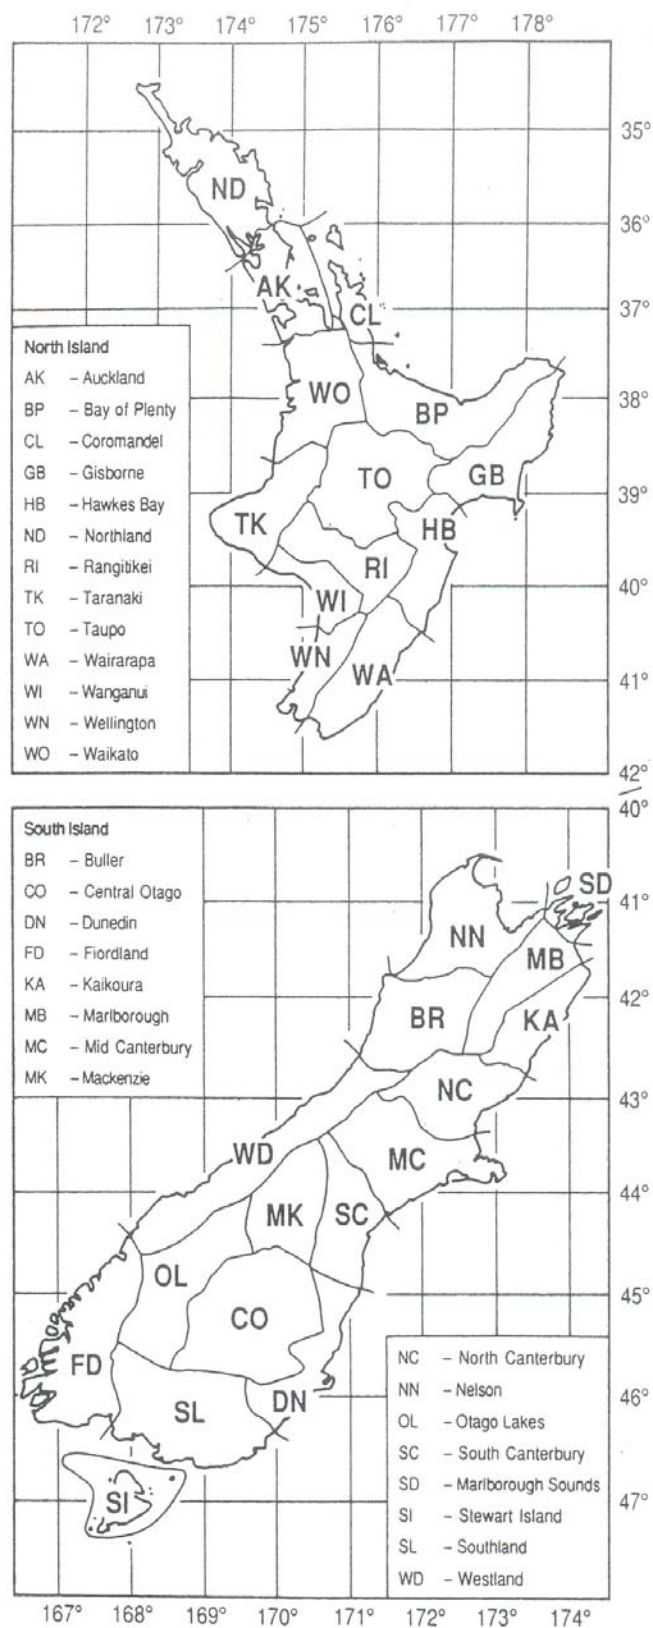 172° 173° 174° 175° 176° 177° 178°
35°
ND
36°
AK
37°
CL
North Island
AK – Auckland
BP – Bay of Plenty
CL – Coromandel
GB – Gisborne
HB – Hawkes Bay
ND – Northland
RI – Rangitikei
TK – Taranaki
TO – Taupo
WA – Wairarapa
WI – Wanganui
WN – Wellington
WO – Waikato
WO
38°
BP
TO
GB
39°
TK
HB
RI
40°
WI
WN
WA
41°
42°
40°
South Island
BR – Buller
CO – Central Otago
DN – Dunedin
FD – Fiordland
KA – Kaikoura
MB – Marlborough
MC – Mid Canterbury
MK – Mackenzie
SD
41°
NN
MB
42°
BR
KA
NC
43°
WD
MC
44°
MK
SC
OL
45°
CO
FD
46°
SL
DN
47°
SI
NC – North Canterbury
NN – Nelson
OL – Otago Lakes
SC – South Canterbury
SD – Marlborough Sounds
SI – Stewart Island
SL – Southland
WD – Westland
167° 168° 169° 170° 171° 172° 173° 174°